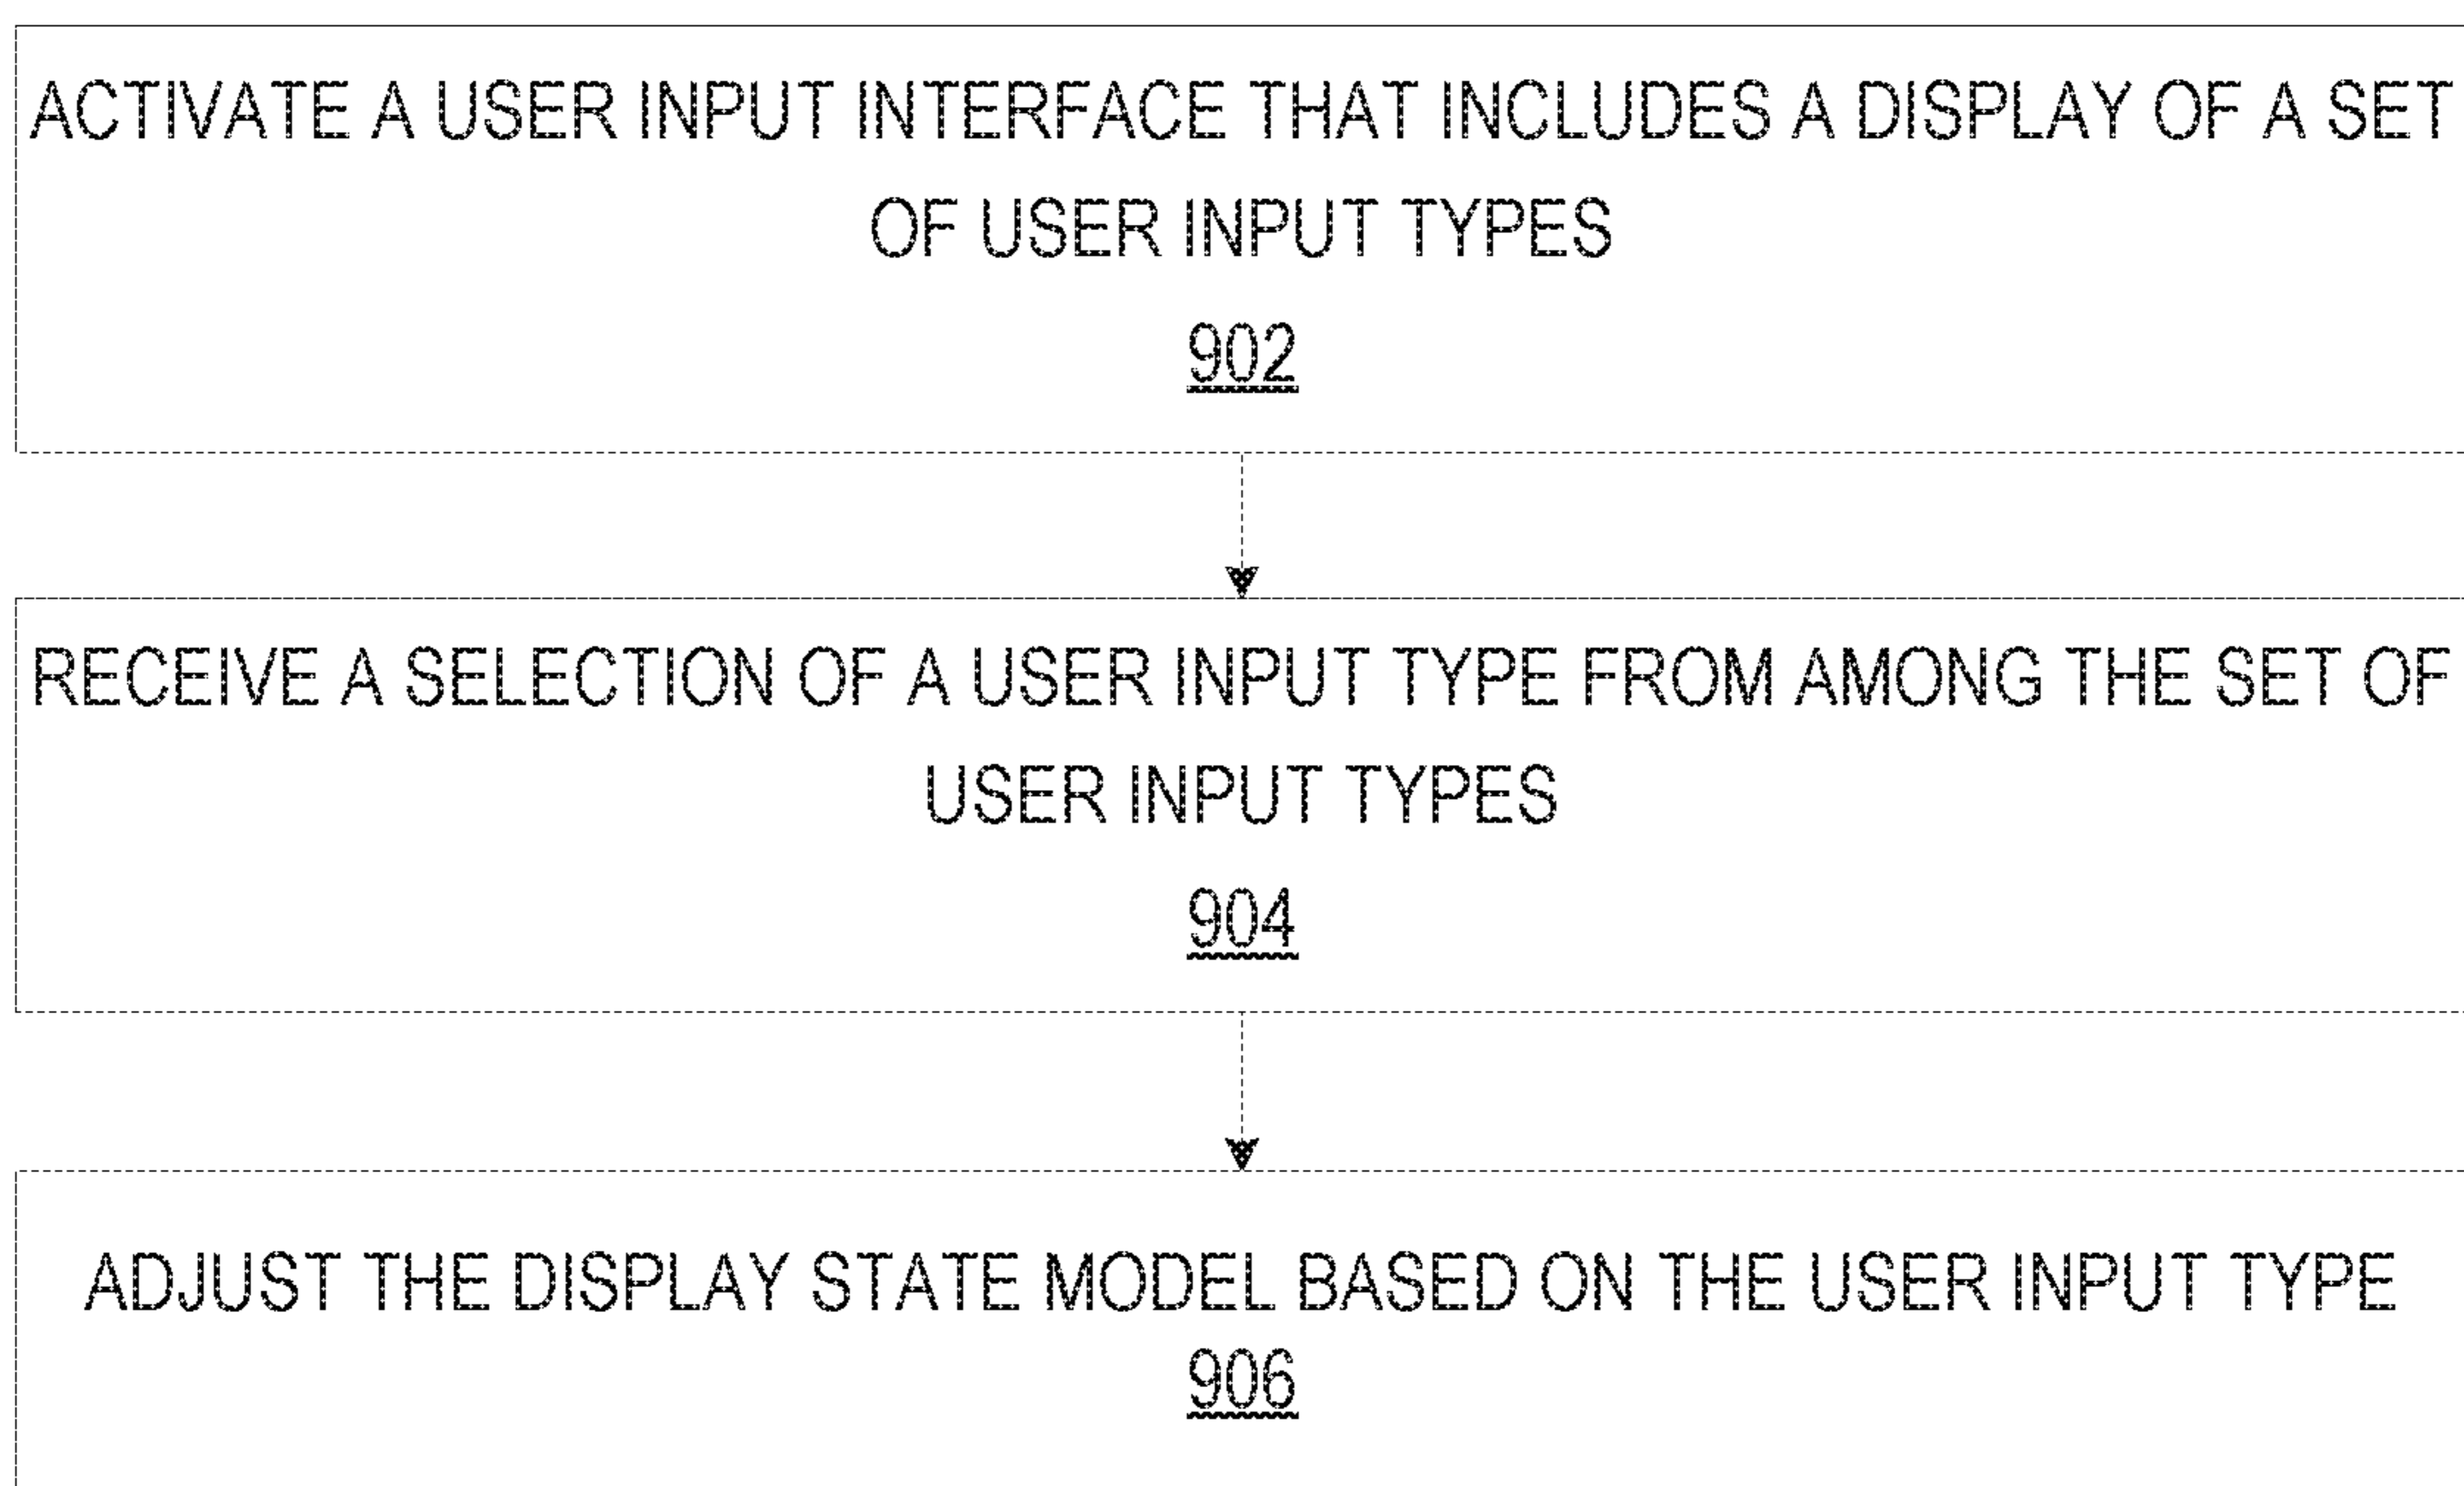 ACTIVATE A USER INPUT INTERFACE THAT INCLUDES A DISPLAY OF A SET
OF USER INPUT TYPES
902
RECEIVE A SELECTION OF A USER INPUT TYPE FROM AMONG THE SET OF
USER INPUT TYPES
904
ADJUST THE DISPLAY STATE MODEL BASED ON THE USER INPUT TYPE
906